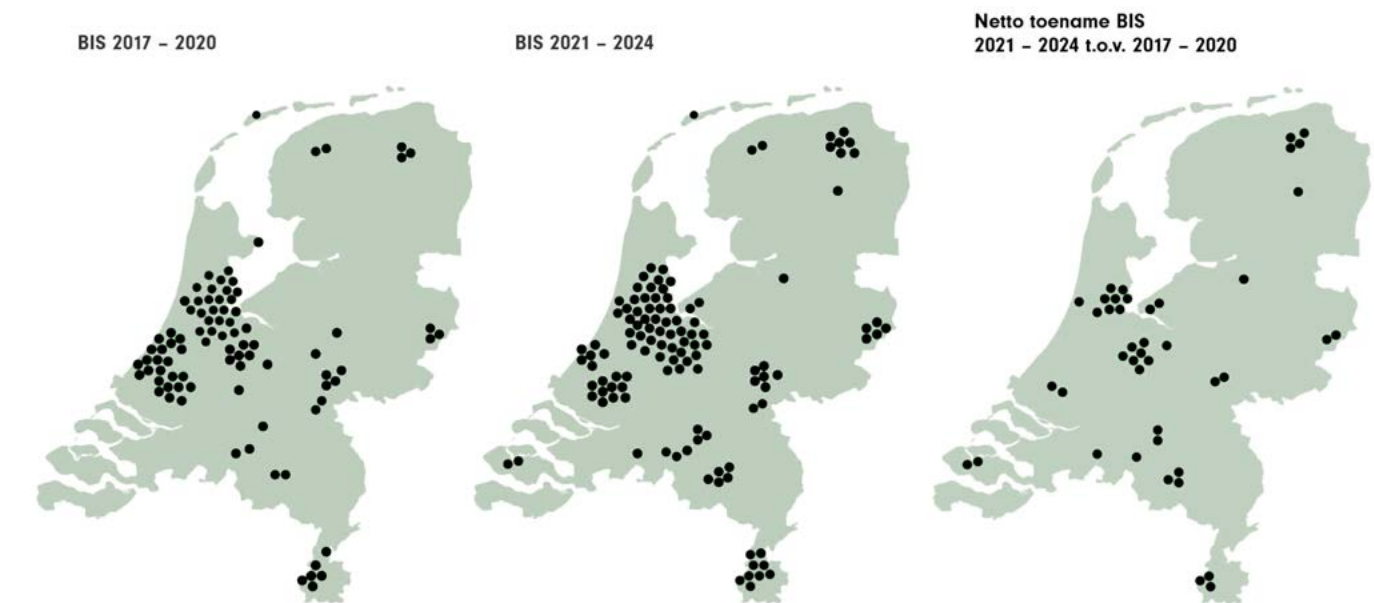 BIS 2017 – 2020
BIS 2021 – 2024
Netto toename BIS
2021 – 2024 t.o.v. 2017 – 2020